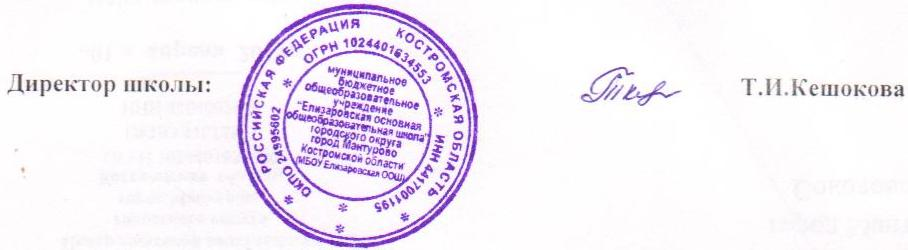 Директор школы:
Т.И.Кешокова
РОССИЙСКАЯ ФЕДЕРАЦИЯ КОСТРОМСКАЯ ОБЛАСТЬ
ОГРН 1024401634553
ИНН 4417001195
ОКПО 24995602
муниципальное
бюджетное
общеобразовательное
учреждение
"Елизаровская основная
общеобразовательная школа"
городского округа
город Мантурово
Костромской области
(МБОУ Елизаровская ООШ)